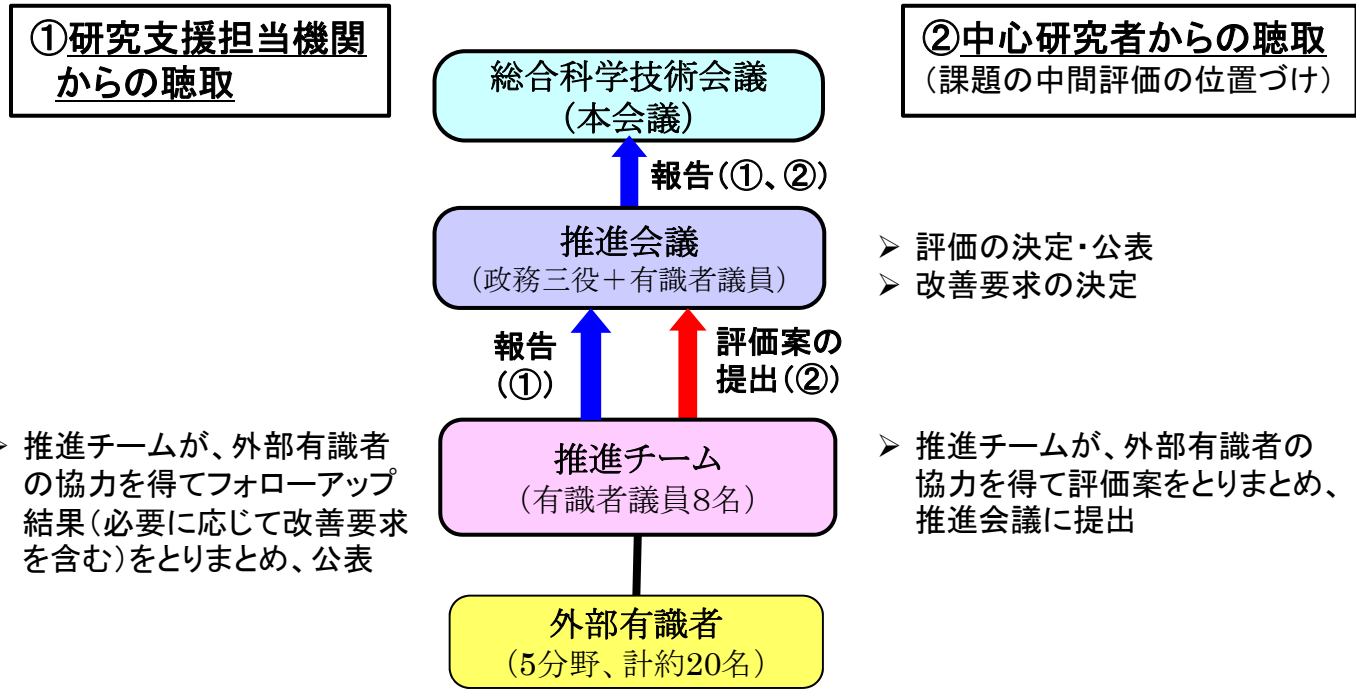 ①研究支援担当機関
からの聴取
②中心研究者からの聴取
(課題の中間評価の位置づけ)
総合科学技術会議
(本会議)
報告(①、②)
推進会議
(政務三役+有識者議員)
➢ 評価の決定・公表
➢ 改善要求の決定
報告
(①)
評価案の
提出(②)
推進チーム
(有識者議員8名)
➢ 推進チームが、外部有識者
の協力を得てフォローアップ
結果(必要に応じて改善要求
を含む)をとりまとめ、公表
➢ 推進チームが、外部有識者の
協力を得て評価案をとりまとめ、
推進会議に提出
外部有識者
(5分野、計約20名)